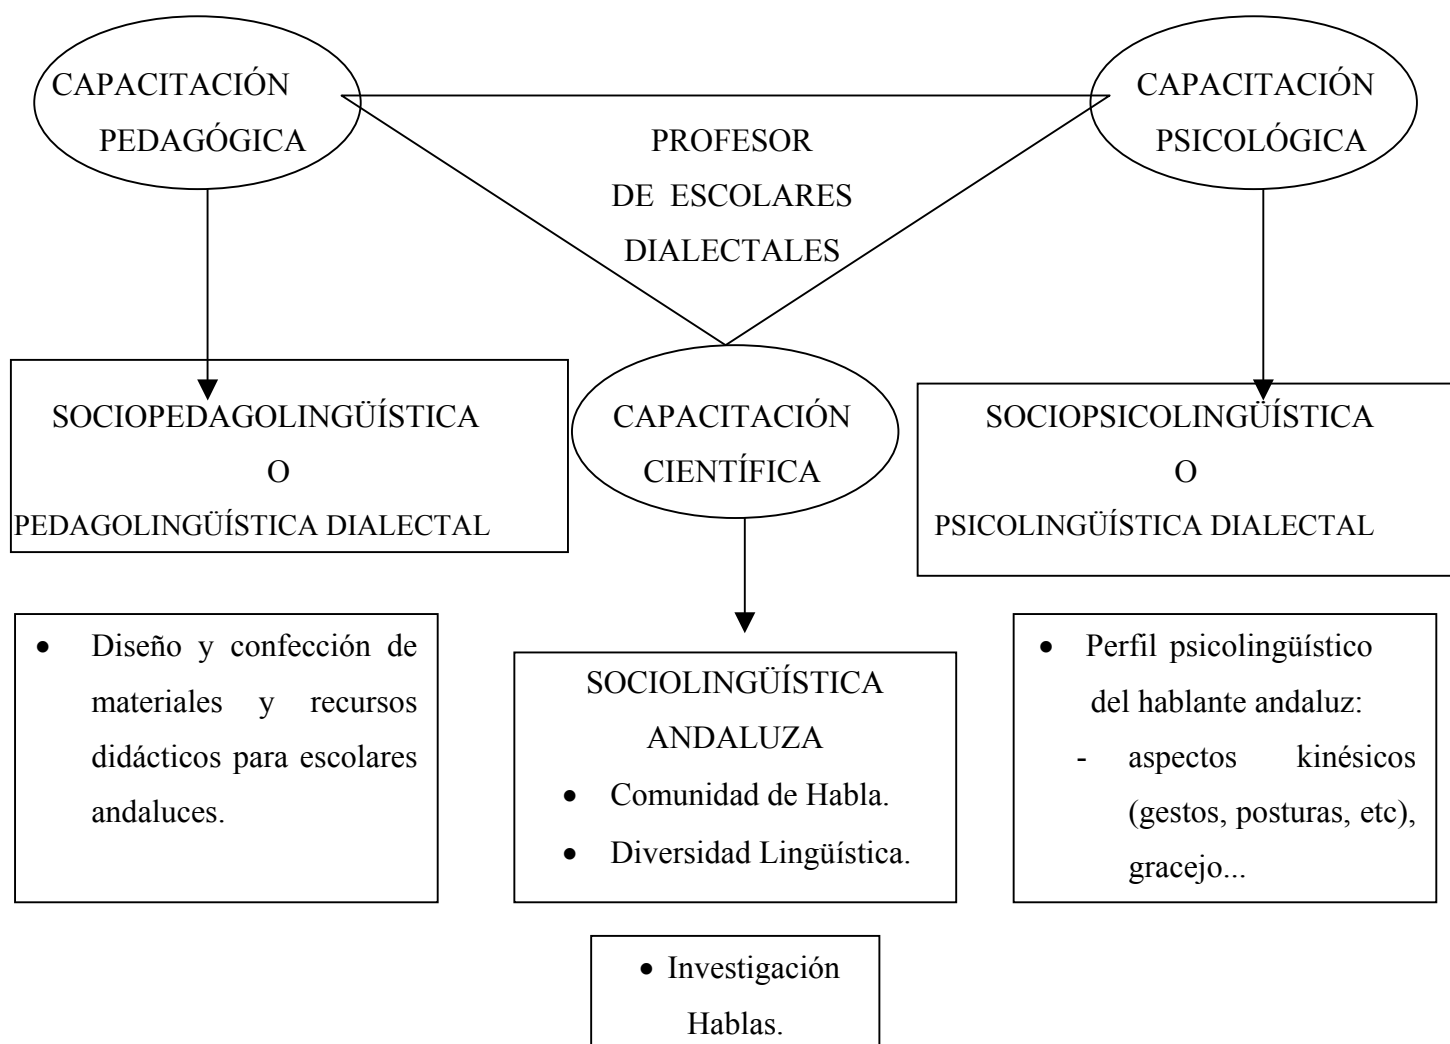 CAPACITACIÓN
PEDAGÓGICA
PROFESOR
DE ESCOLARES
DIALECTALES
CAPACITACIÓN
PSICOLÓGICA
SOCIOPEDAGOLINGÜÍSTICA
O
PEDAGOLINGÜÍSTICA DIALECTAL
CAPACITACIÓN
CIENTÍFICA
SOCIOPSICOLINGÜÍSTICA
O
PSICOLINGÜÍSTICA DIALECTAL
• Diseño y confección de
materiales y recursos
didácticos para escolares
andaluces.
SOCIOLINGÜÍSTICA
ANDALUZA
• Comunidad de Habla.
• Diversidad Lingüística.
• Perfil psicolingüístico
del hablante andaluz:
- aspectos kinésicos
(gestos, posturas, etc),
gracejo...
• Investigación
Hablas.